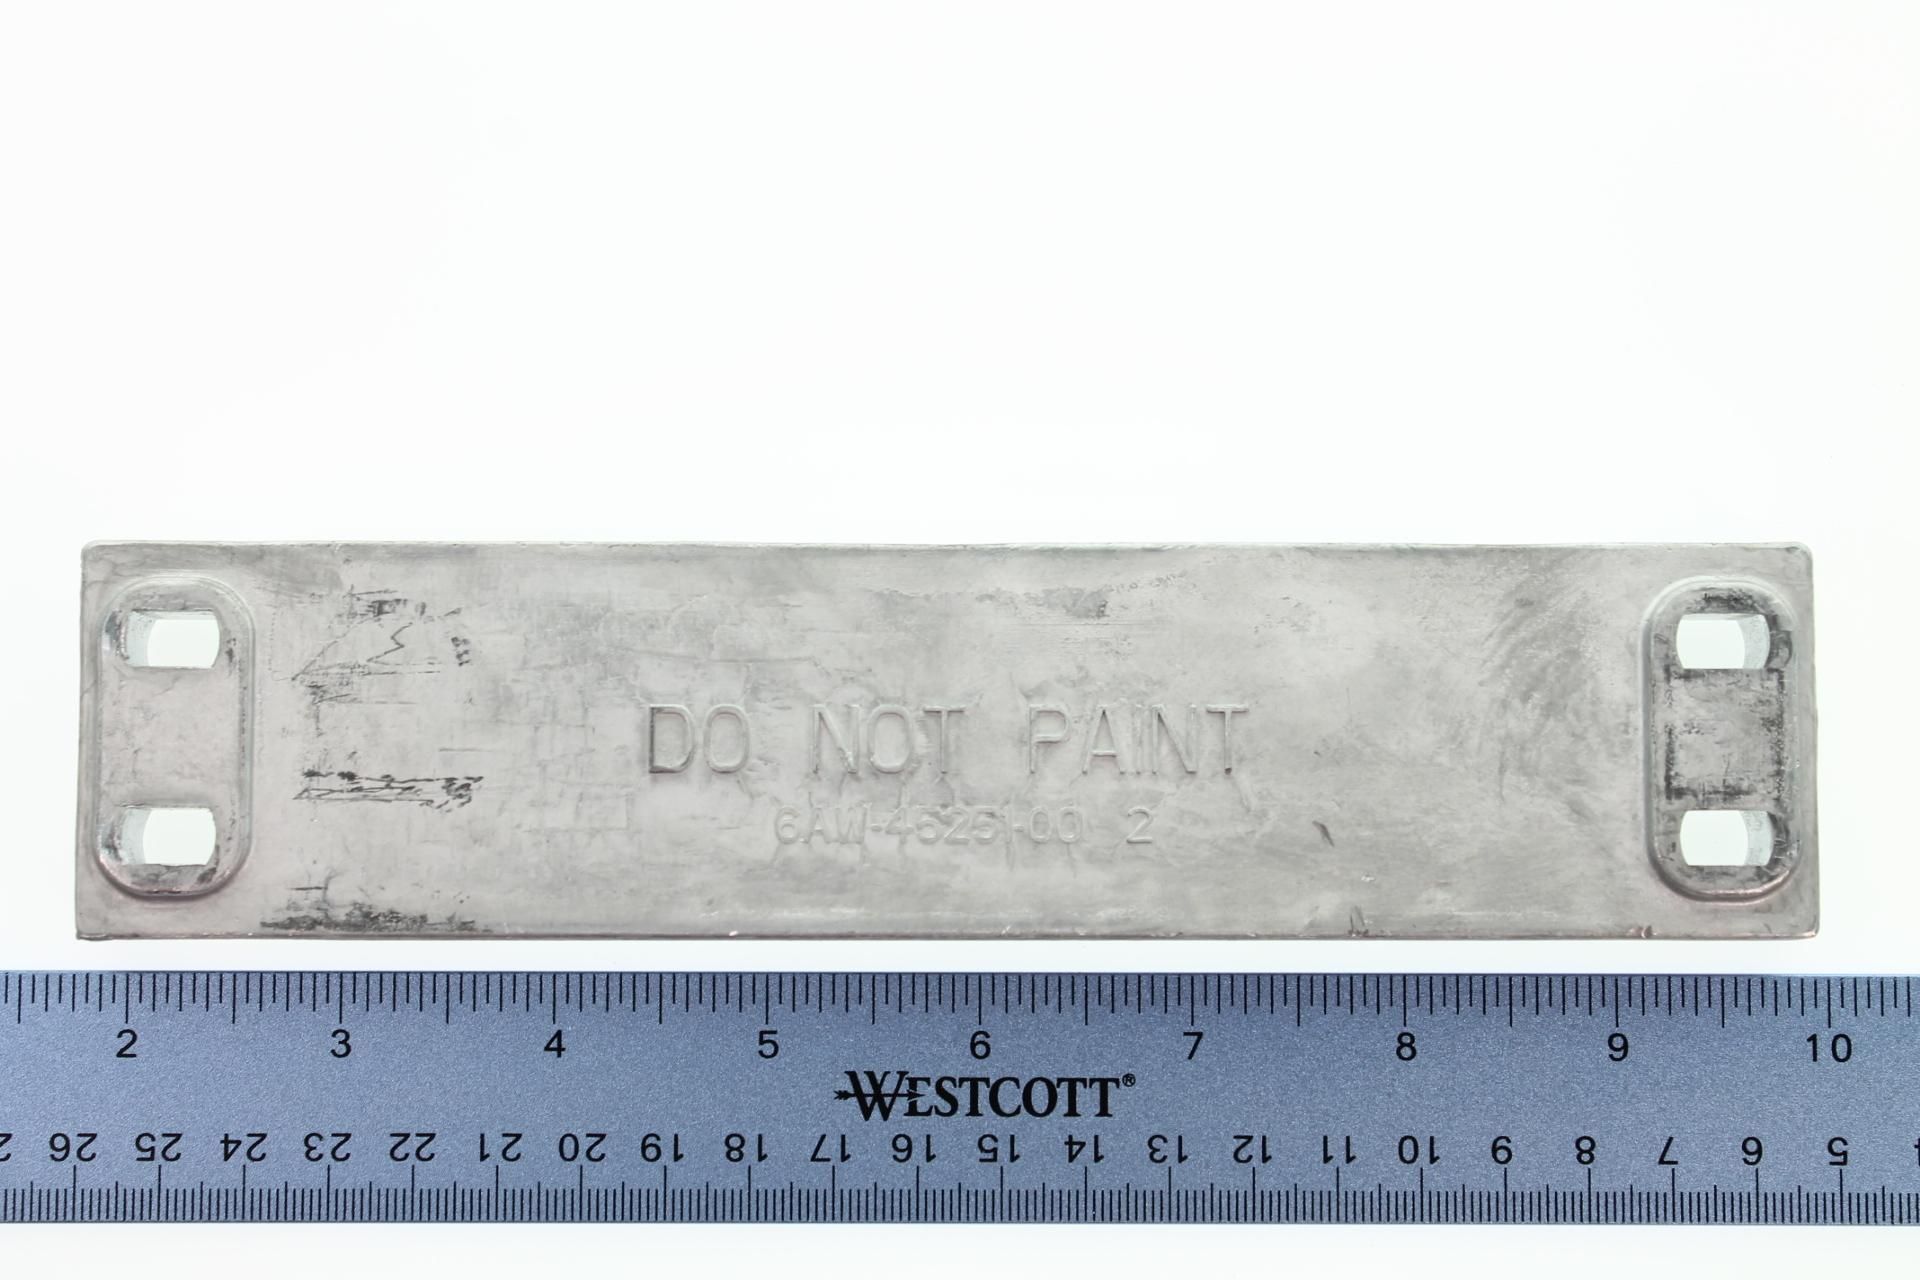 DO NOT PAINT
6AW-45251-00 2
2 3 4 5 6 7 8 9 10
WESTCOTT®
26 25 24 23 22 21 20 19 18 17 16 15 14 13 12 11 10 9 8 7 6 5